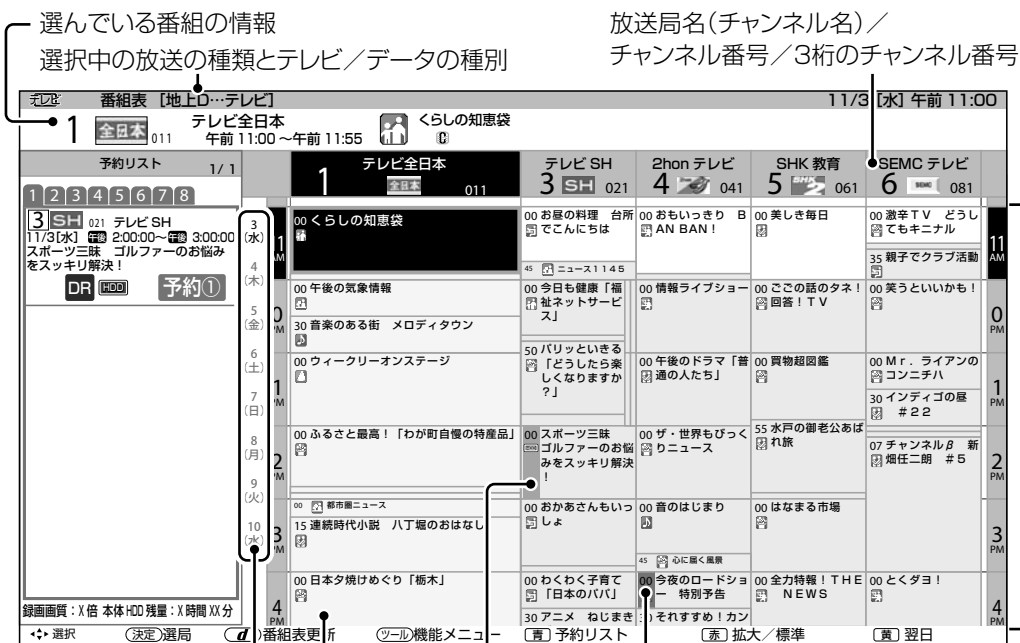 選んでいる番組の情報
選択中の放送の種類とテレビ／データの種別
放送局名(チャンネル名)／
チャンネル番号／3桁のチャンネル番号
テレビ 番組表 [地上D…テレビ] 11/3 [水] 午前 11:00
1 全日本 011 テレビ全日本 くらしの知恵袋
午前 11:00 ～午前 11:55
予約リスト 1/ 1
1 2 3 4 5 6 7 8
3 SH 021 テレビ SH
11/3[水] 午後 2:00:00～午後 3:00:00
スポーツ三昧 ゴルファーのお悩み
をスッキリ解決！
DR HDD 予約①
録画画質：X倍 本体HDD 残量：X時間XX分
3
(水)
4
(木)
5
(金)
6
(土)
7
(日)
8
(月)
9
(火)
10
(水)
11
AM
0
PM
1
PM
2
PM
3
PM
4
PM
テレビ全日本
1 全日本 011
00 くらしの知恵袋
00 午後の気象情報
30 音楽のある街 メロディタウン
00 ウィークリーオンステージ
00 ふるさと最高！「わが町自慢の特産品」
00 都市圏ニュース
15 連続時代小説 八丁堀のおはなし
00 日本夕焼けめぐり「栃木」
テレビ SH
3 SH 021
00 お昼の料理 台所
でこんにちは
45 ニュース1145
00 今日も健康「福
祉ネットサービ
ス」
50 パリッといきる
「どうしたら楽
しくなりますか
？」
00 スポーツ三昧
ゴルファーのお悩
みをスッキリ解決
！
00 おかあさんもいっ
しょ
00 わくわく子育て
「日本のパパ」
30 アニメ ねじまき
2hon テレビ
4 041
00 おもいっきり B
AN BAN！
00 情報ライブショー
00 午後のドラマ「普
通の人たち」
00 ザ・世界もびっく
りニュース
00 音のはじまり
45 心に届く風景
00 今夜のロードショ
ー 特別予告
30 それすすめ！カン
SHK 教育
5 SHK 061
00 美しき毎日
00 ごごの話のタネ！
回答！TV
00 買物超図鑑
55 水戸の御老公あば
れ旅
00 はなまる市場
00 全力特報！THE
NEWS
SEMC テレビ
6 SEMC 081
00 激辛TV どうし
てもキニナル
35 親子でクラブ活動
00 笑うといいかも！
00 Mr．ライアンの
コンニチハ
30 インディゴの昼
＃22
07 チャンネルβ 新
畑任二朗 ＃5
00 とくダヨ！
11
AM
0
PM
1
PM
2
PM
3
PM
4
PM
選択 決定 選局 d 番組表更新 ツール 機能メニュー 青 予約リスト 赤 拡大／標準 黄 翌日